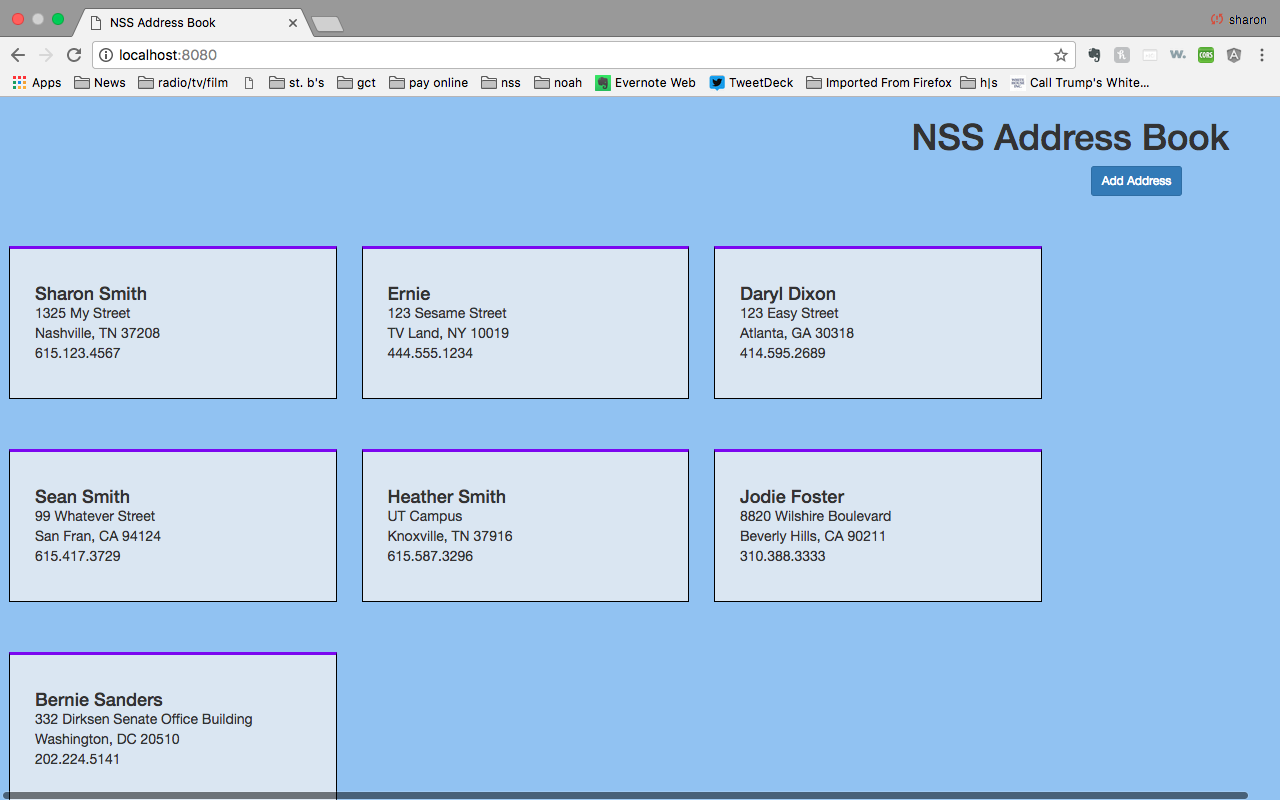 NSS Address Book
sharon
localhost:8080
CORS
Apps News radio/tv/film st. b's gct pay online nss noah Evernote Web TweetDeck Imported From Firefox h|s Call Trump's White...
NSS Address Book
Add Address
Sharon Smith
1325 My Street
Nashville, TN 37208
615.123.4567
Ernie
123 Sesame Street
TV Land, NY 10019
444.555.1234
Daryl Dixon
123 Easy Street
Atlanta, GA 30318
414.595.2689
Sean Smith
99 Whatever Street
San Fran, CA 94124
615.417.3729
Heather Smith
UT Campus
Knoxville, TN 37916
615.587.3296
Jodie Foster
8820 Wilshire Boulevard
Beverly Hills, CA 90211
310.388.3333
Bernie Sanders
332 Dirksen Senate Office Building
Washington, DC 20510
202.224.5141